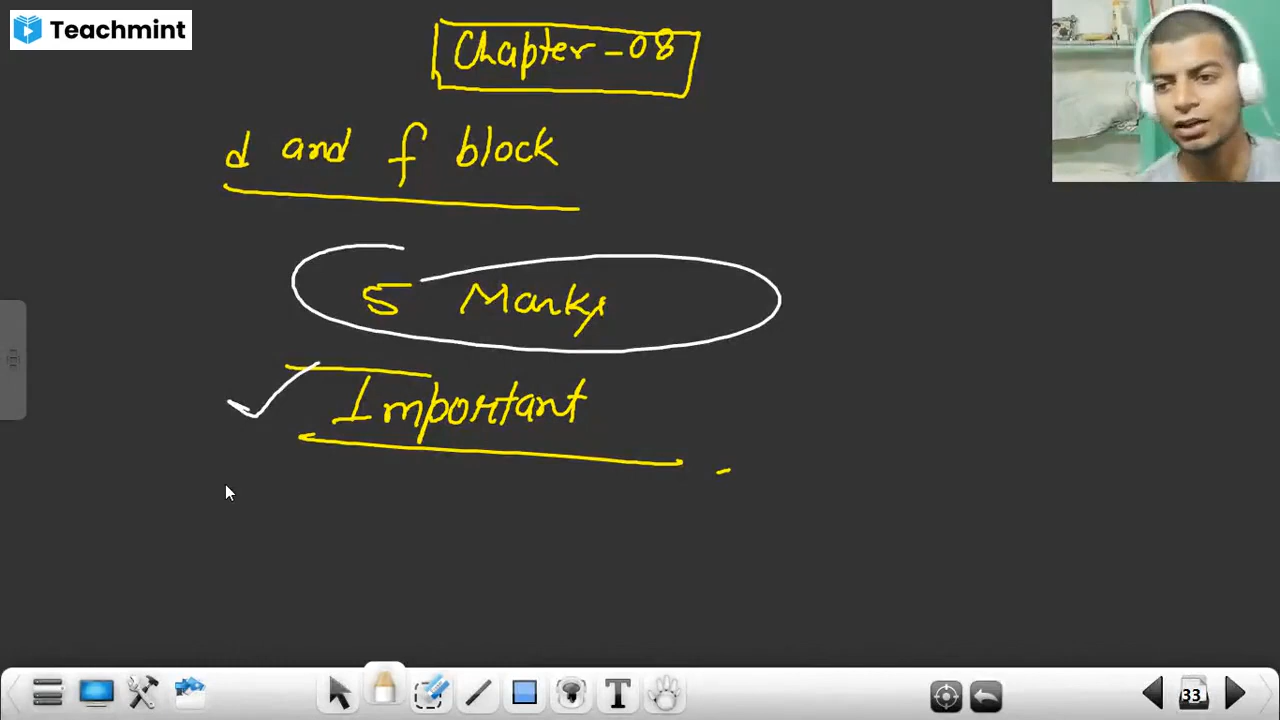 Teachmint
Chapter - 08
d and f block
5 Marks
Important
T
33